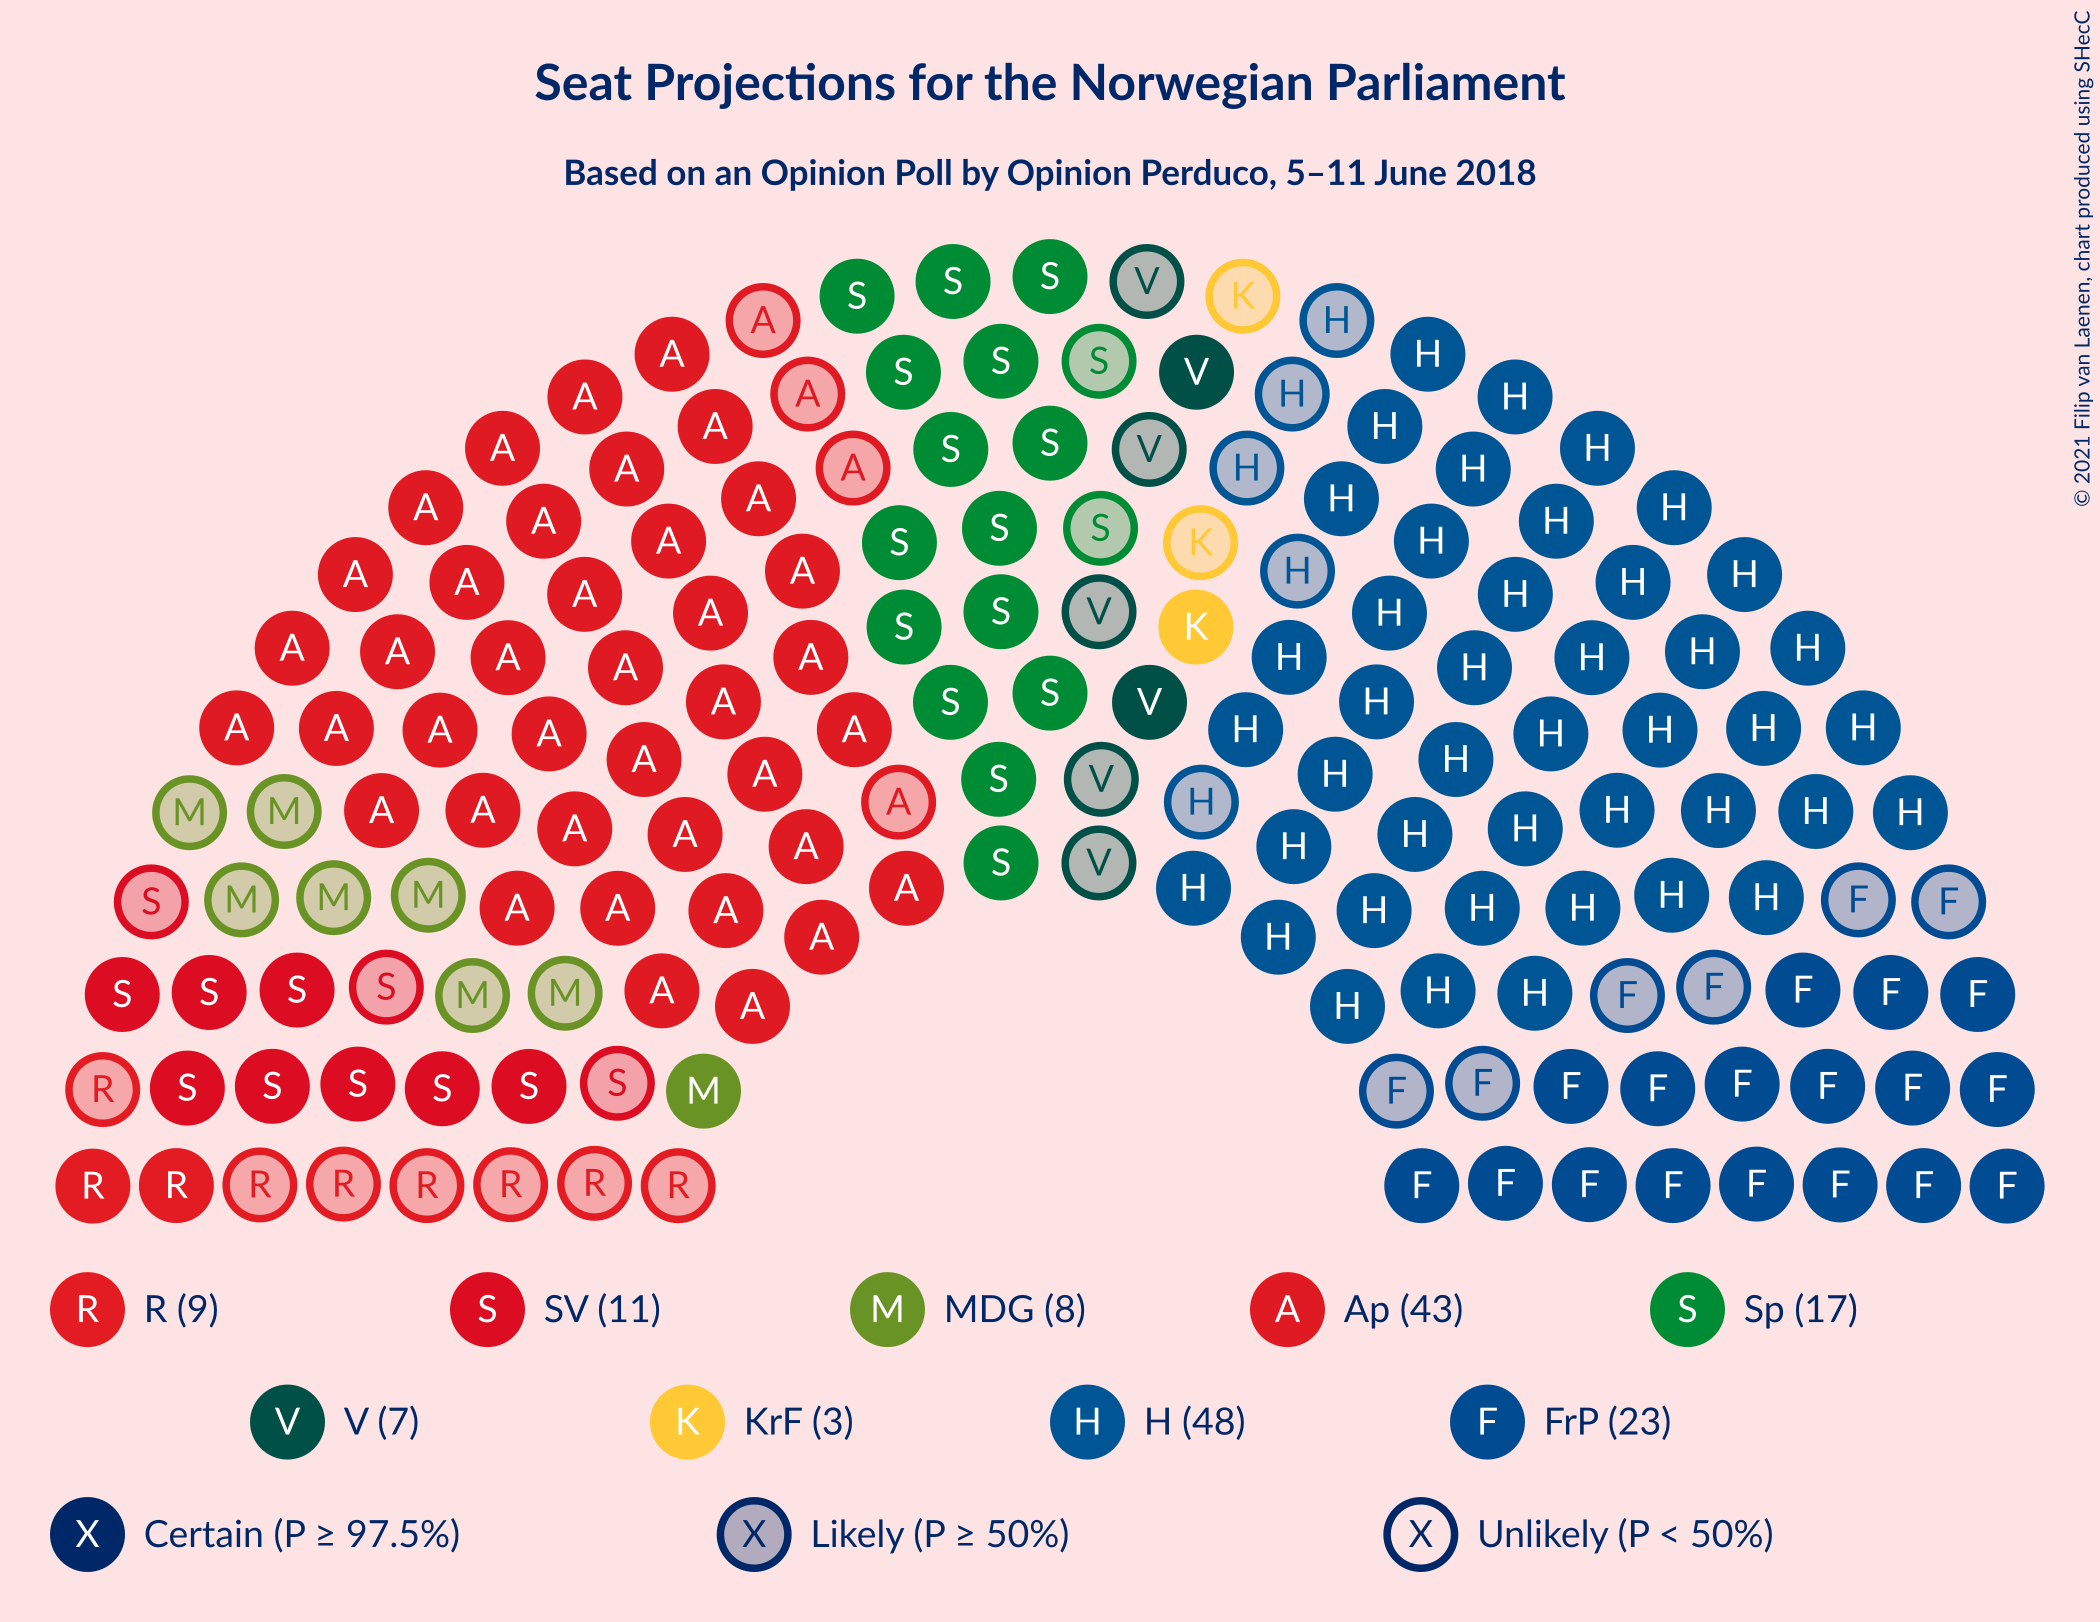 Seat Projections for the Norwegian Parliament
Based on an Opinion Poll by Opinion Perduco, 5–11 June 2018
© 2021 Filip van Laenen, chart produced using SHecC
S S S V K
A H
A H
A S S S V H H
A A H H
A S S V H
A A A H H H
A A H H
A S S S K H
A A A H H H
A A A S S V K H H H
A A A A H H H H
A A A S S V H H H
A A A A A H H H H H
A A S V H H
M M A A A A A A S V H H H H H H H H
S M M M A A A A A H H H H H H H F F
S S S S M M A A H H H F F F F F
R S S S S S S M F F F F F F F F
R R R R R R R R F F F F F F F F
R R (9) S SV (11) M MDG (8) A Ap (43) S Sp (17)
V V (7) K KrF (3) H H (48) F FrP (23)
X Certain (P ≥ 97.5%) X Likely (P ≥ 50%) X Unlikely (P < 50%)